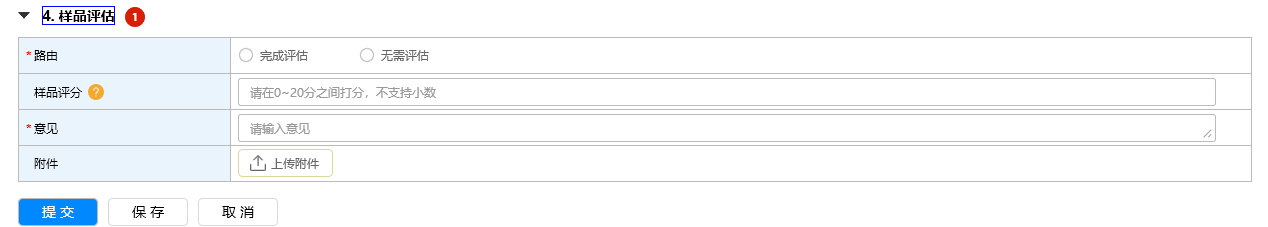 4. 样品评估 1
* 路由 完成评估 无需评估
样品评分 ? 请在0~20分之间打分，不支持小数
* 意见 请输入意见
附件 上传附件
提 交 保 存 取 消